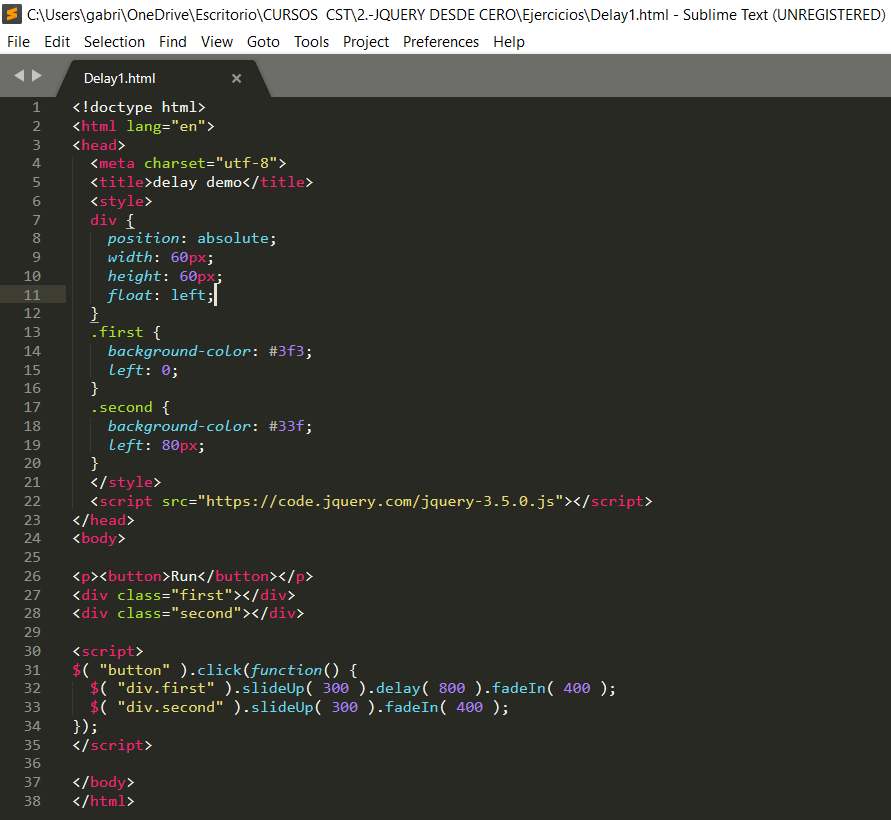 C:\Users\gabri\OneDrive\Escritorio\CURSOS  CST\2.-JQUERY DESDE CERO\Ejercicios\Delay1.html - Sublime Text (UNREGISTERED)
File Edit Selection Find View Goto Tools Project Preferences Help
Delay1.html ×
1 <!doctype html>
2 <html lang="en">
3 <head>
4   <meta charset="utf-8">
5   <title>delay demo</title>
6   <style>
7   div {
8     position: absolute;
9     width: 60px;
10     height: 60px;
11     float: left;
12   }
13   .first {
14     background-color: #3f3;
15     left: 0;
16   }
17   .second {
18     background-color: #33f;
19     left: 80px;
20   }
21   </style>
22   <script src="https://code.jquery.com/jquery-3.5.0.js"></script>
23 </head>
24 <body>
25
26 <p><button>Run</button></p>
27 <div class="first"></div>
28 <div class="second"></div>
29
30 <script>
31 $( "button" ).click(function() {
32   $( "div.first" ).slideUp( 300 ).delay( 800 ).fadeIn( 400 );
33   $( "div.second" ).slideUp( 300 ).fadeIn( 400 );
34 });
35 </script>
36
37 </body>
38 </html>